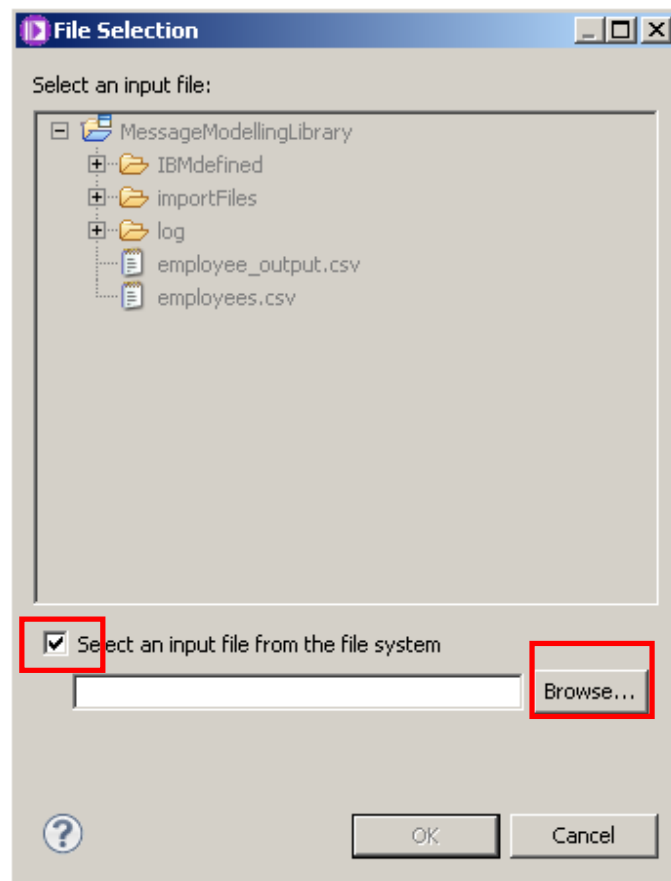 File Selection
Select an input file:
MessageModellingLibrary
IBMdefined
importFiles
log
employee_output.csv
employees.csv
Select an input file from the file system
Browse...
?
OK
Cancel